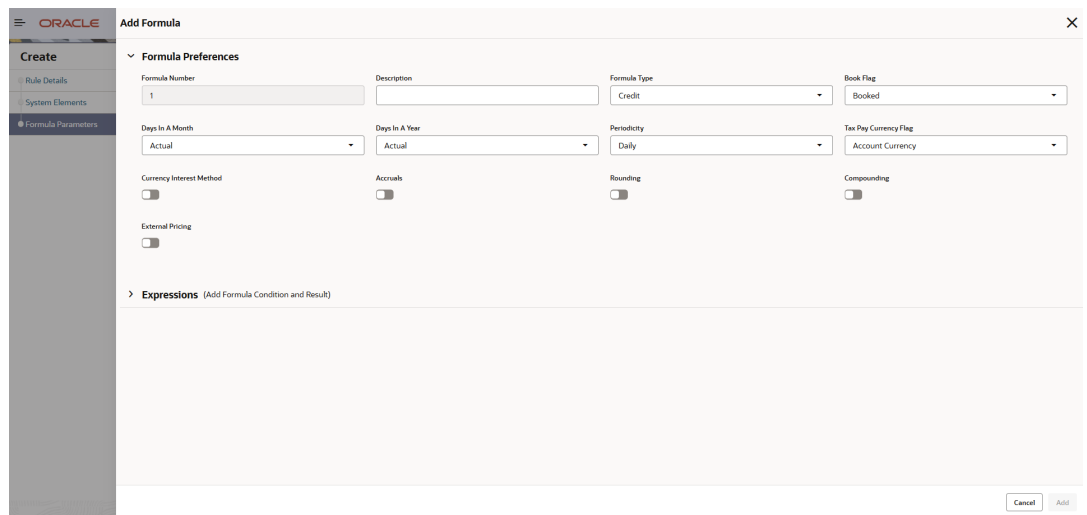 ORACLE
Add Formula
Create
Rule Details
System Elements
Formula Parameters
Formula Preferences
Formula Number
Description
Formula Type
Book Flag
1
Credit
Booked
Days In A Month
Days In A Year
Periodicity
Tax Pay Currency Flag
Actual
Actual
Daily
Account Currency
Currency Interest Method
Accruals
Rounding
Compounding
External Pricing
Expressions (Add Formula Condition and Result)
Cancel
Add